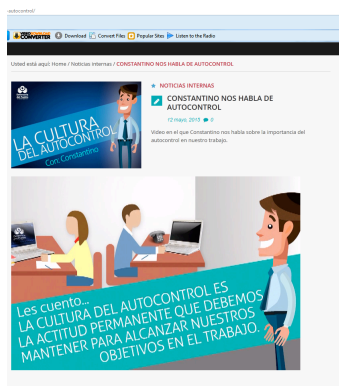 autocontrol/
VIDEO DOWNLOAD
CONVERTER
Download Convert Files Popular Sites Listen to the Radio
Usted está aquí: Home / Noticias internas / CONSTANTINO NOS HABLA DE AUTOCONTROL
LA CULTURA
DEL AUTOCONTROL
Con: Constantino
NOTICIAS INTERNAS
CONSTANTINO NOS HABLA DE
AUTOCONTROL
12 mayo, 2015 0
Video en el que Constantino nos habla sobre la importancia del
autocontrol en nuestro trabajo.
Les cuento...
LA CULTURA DEL AUTOCONTROL ES
LA ACTITUD PERMANENTE QUE DEBEMOS
MANTENER PARA ALCANZAR NUESTROS
OBJETIVOS EN EL TRABAJO.